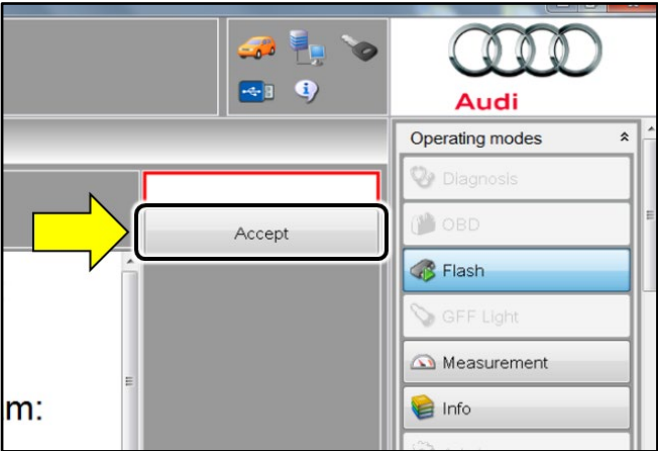 Audi
Operating modes
Diagnosis
OBD
Accept
Flash
GFF Light
Measurement
Info
m: